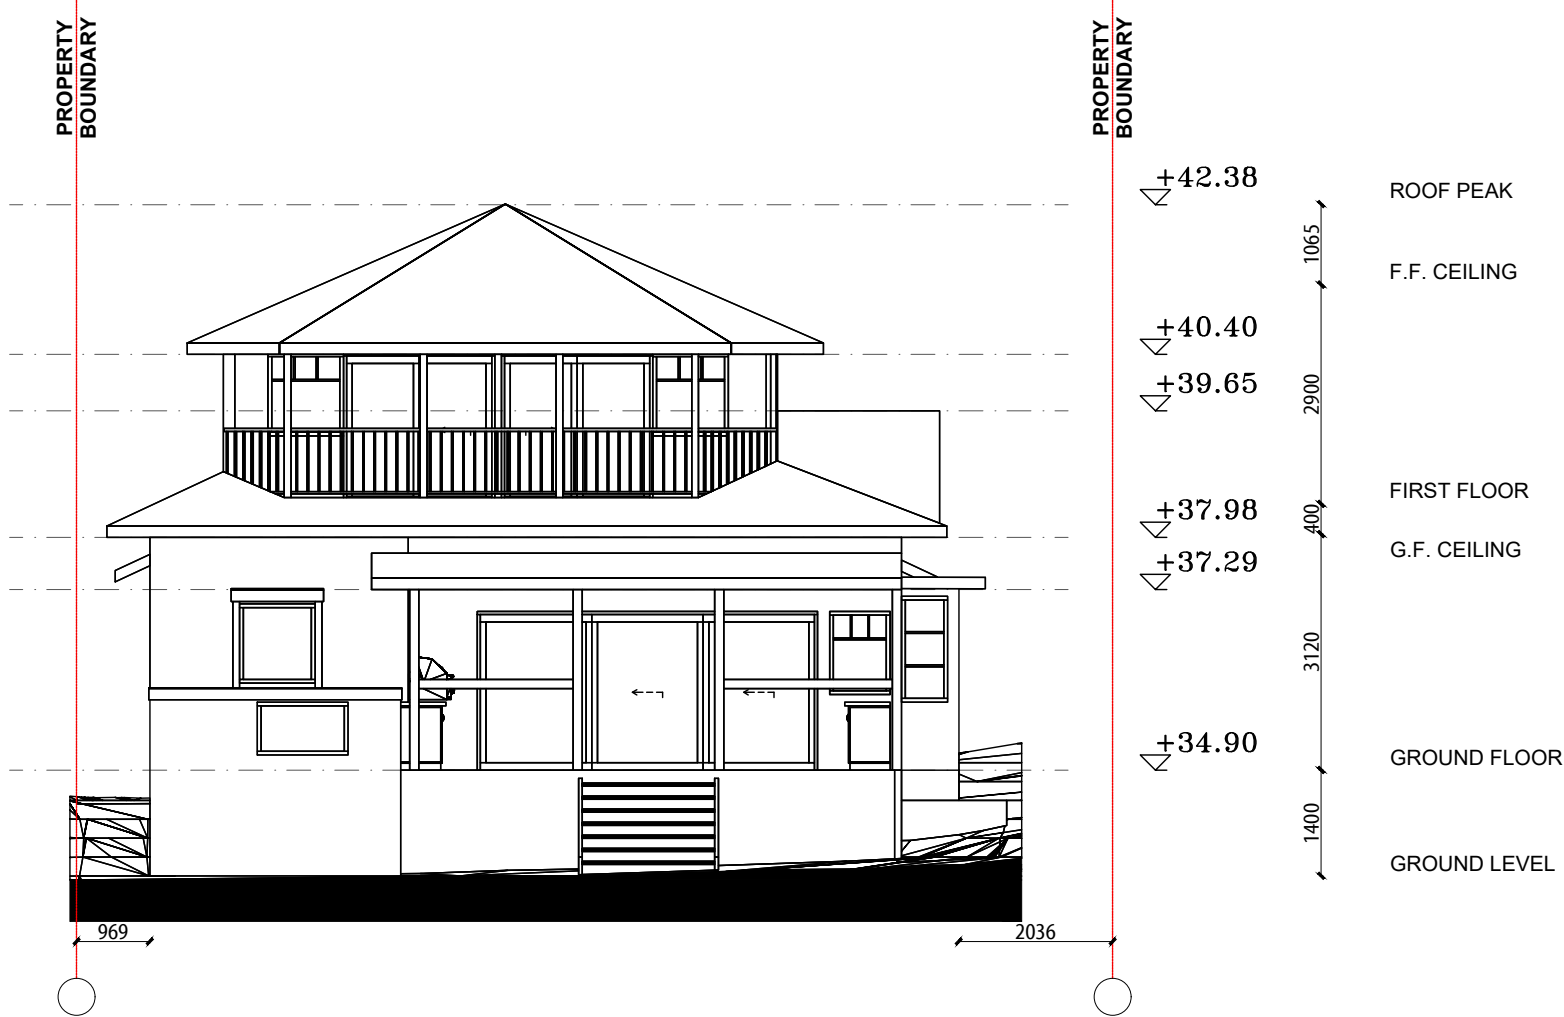 PROPERTY
BOUNDARY
PROPERTY
BOUNDARY
+42.38
ROOF PEAK
1065
F.F. CEILING
+40.40
+39.65
2900
FIRST FLOOR
+37.98
400
G.F. CEILING
+37.29
3120
+34.90
GROUND FLOOR
1400
GROUND LEVEL
969
2036